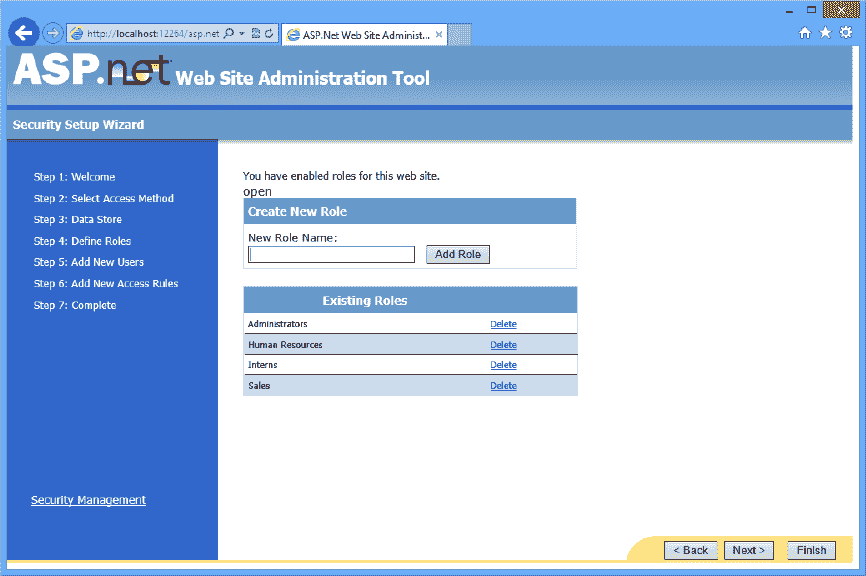 http://localhost:12264/asp.net
ASP.Net Web Site Administ...
ASP.net Web Site Administration Tool
Security Setup Wizard
Step 1: Welcome
Step 2: Select Access Method
Step 3: Data Store
Step 4: Define Roles
Step 5: Add New Users
Step 6: Add New Access Rules
Step 7: Complete
Security Management
You have enabled roles for this web site.
open
Create New Role
New Role Name:
Add Role
Existing Roles
Administrators Delete
Human Resources Delete
Interns Delete
Sales Delete
< Back Next > Finish